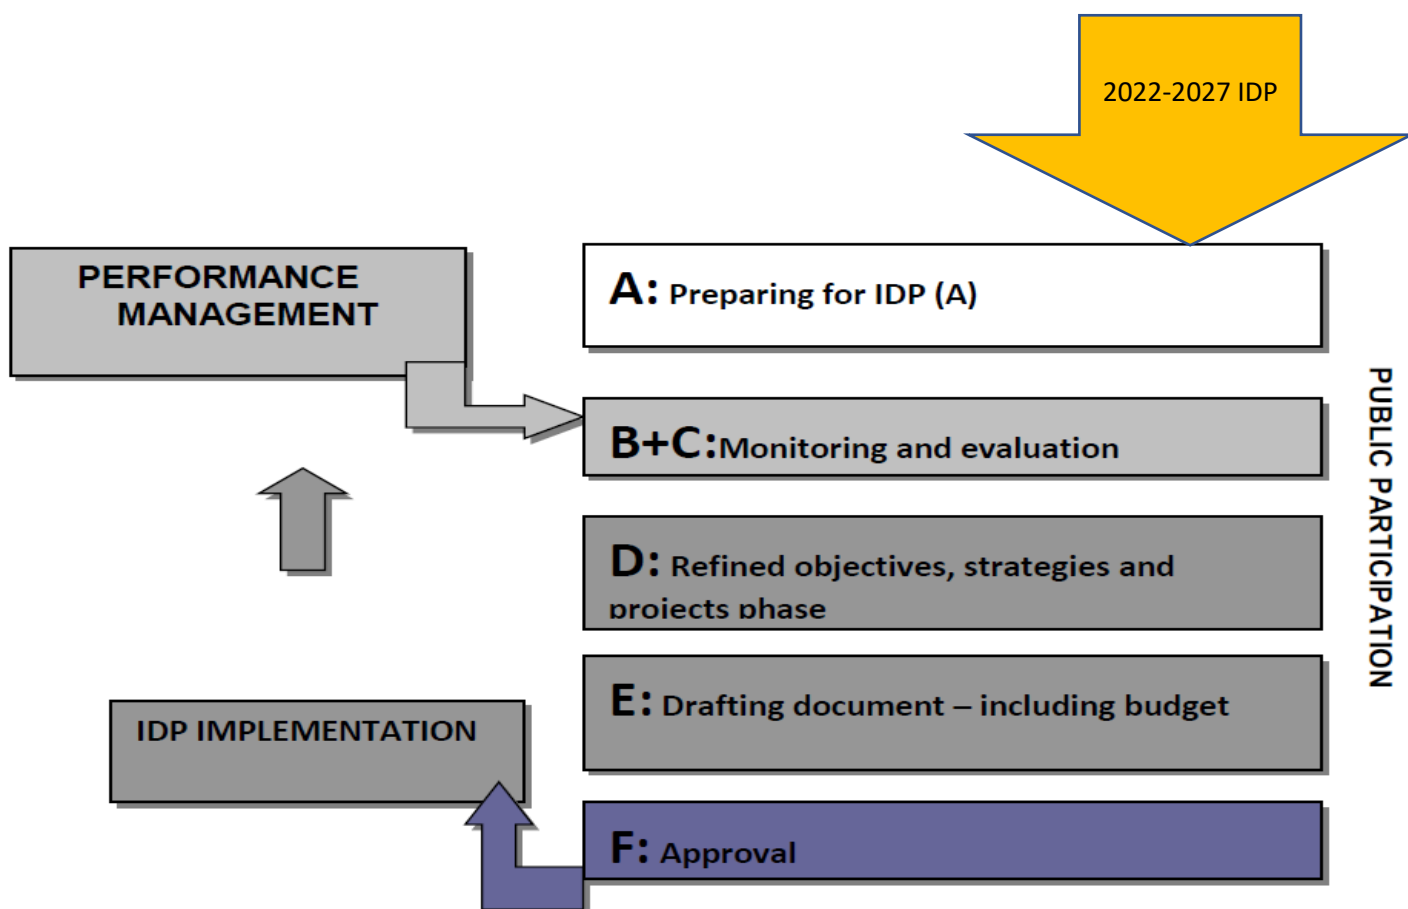 2022-2027 IDP
PERFORMANCE
MANAGEMENT
A: Preparing for IDP (A)
B+C:Monitoring and evaluation
D: Refined objectives, strategies and
projects phase
E: Drafting document – including budget
IDP IMPLEMENTATION
F: Approval
PUBLIC PARTICIPATION